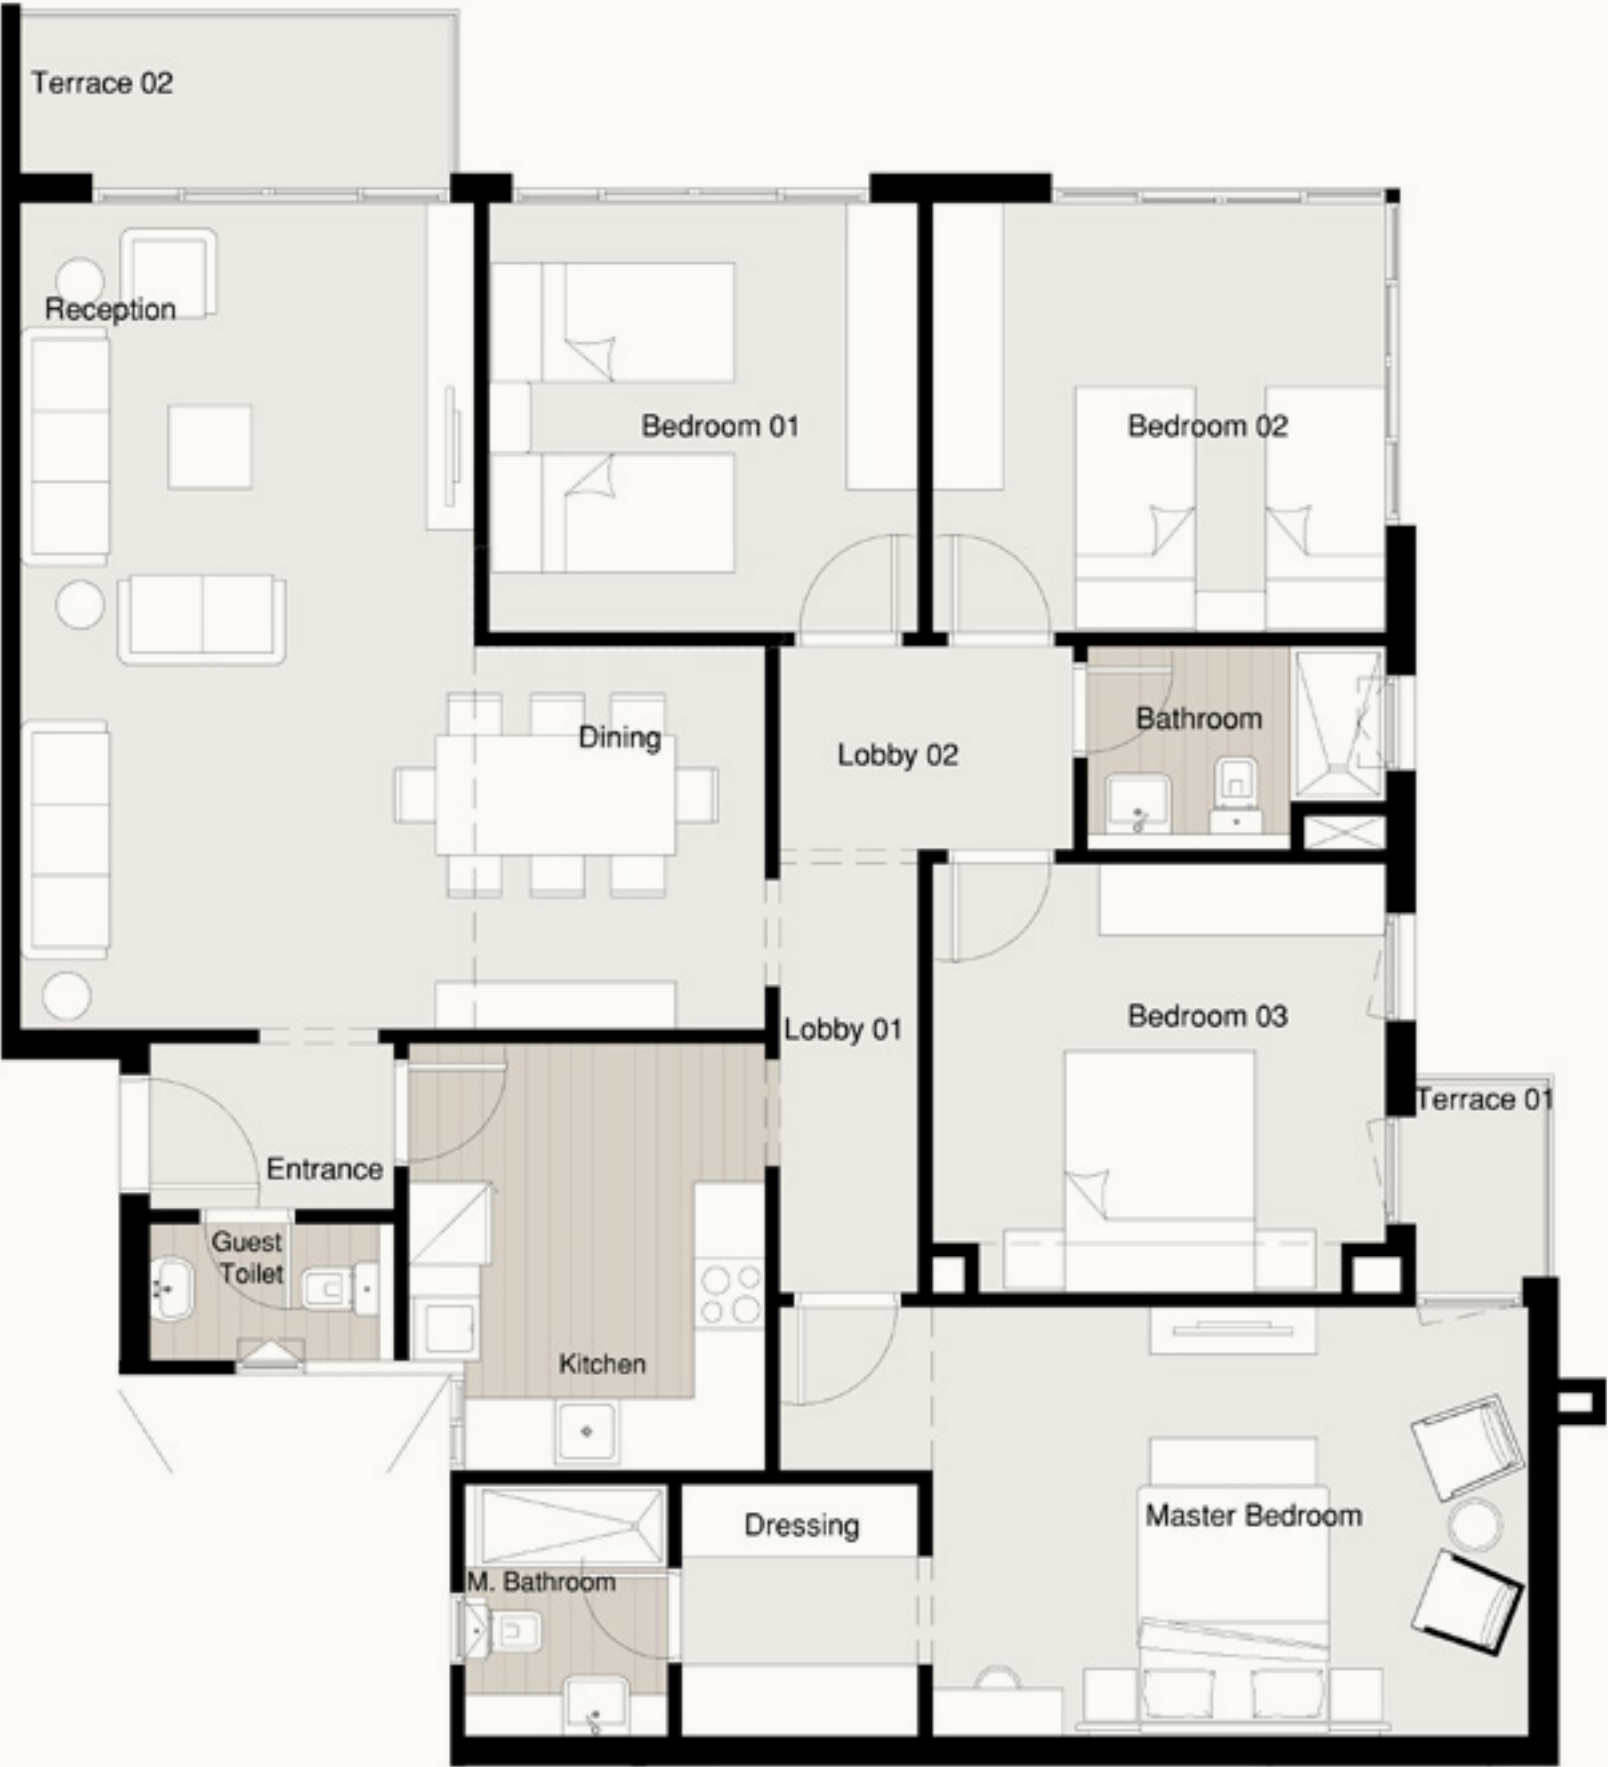 Terrace 02
Reception
Bedroom 01
Bedroom 02
Bathroom
Dining
Lobby 02
Bedroom 03
Lobby 01
Terrace 01
Entrance
Guest
Toilet
Kitchen
Master Bedroom
Dressing
M. Bathroom